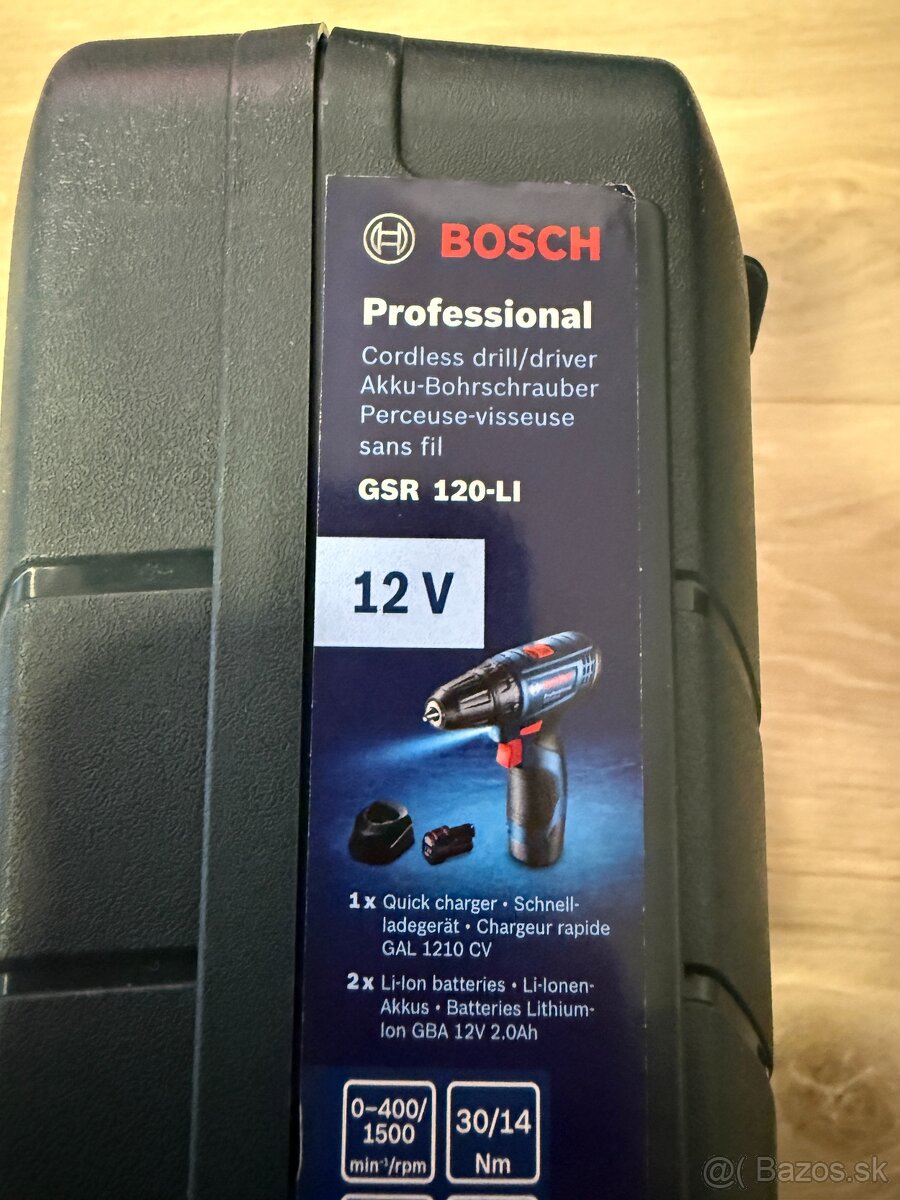 BOSCH
Professional
Cordless drill/driver
Akku-Bohrschrauber
Perceuse-visseuse
sans fil
GSR 120-LI
12 V
Professional
1x Quick charger • Schnell-
ladegerät • Chargeur rapide
GAL 1210 CV
2x Li-Ion batteries • Li-Ionen-
Akkus • Batteries Lithium-
Ion GBA 12V 2.0Ah
0–400/
1500
min⁻¹/rpm
30/14
Nm
@( Bazos.sk